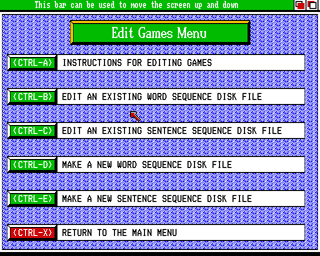 This bar can be used to move the screen up and down
Edit Games Menu
(CTRL-A) INSTRUCTIONS FOR EDITING GAMES
(CTRL-B) EDIT AN EXISTING WORD SEQUENCE DISK FILE
(CTRL-C) EDIT AN EXISTING SENTENCE SEQUENCE DISK FILE
(CTRL-D) MAKE A NEW WORD SEQUENCE DISK FILE
(CTRL-E) MAKE A NEW SENTENCE SEQUENCE DISK FILE
(CTRL-X) RETURN TO THE MAIN MENU